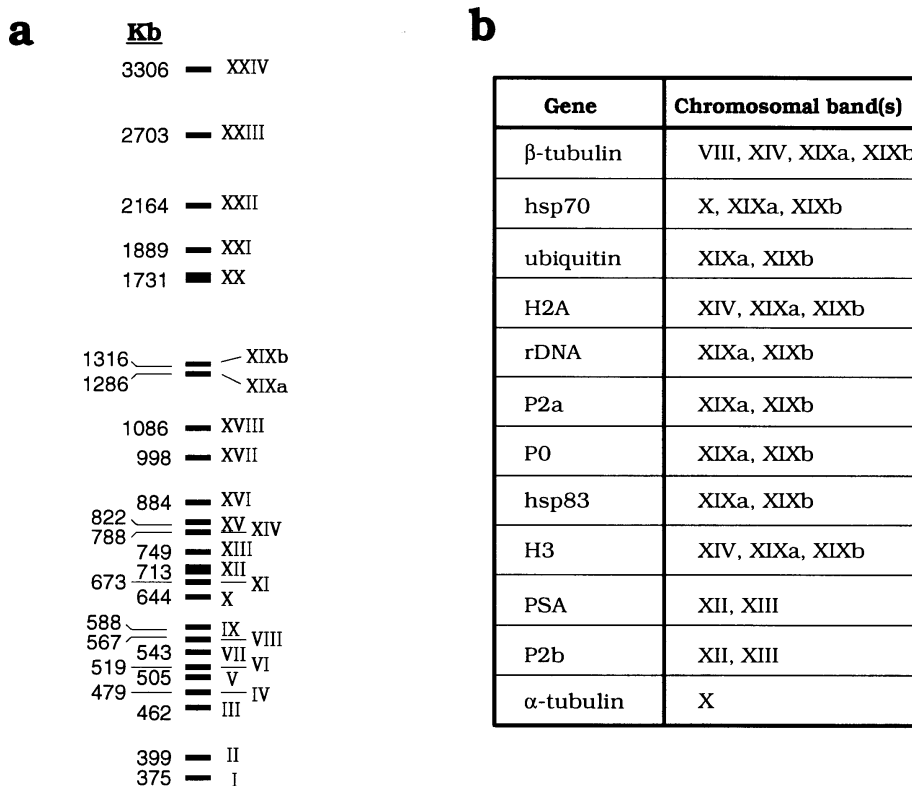 a
Kb
3306 XXIV
2703 XXIII
2164 XXII
1889 XXI
1731 XX
1316 XIXb
1286 XIXa
1086 XVIII
998 XVII
884 XVI
822 XV
788 XIV
749 XIII
713 XII
673 XI
644 X
588 IX
567 VIII
543 VII
519 VI
505 V
479 IV
462 III
399 II
375 I
b
Gene Chromosomal band(s)
β-tubulin VIII, XIV, XIXa, XIXb
hsp70 X, XIXa, XIXb
ubiquitin XIXa, XIXb
H2A XIV, XIXa, XIXb
rDNA XIXa, XIXb
P2a XIXa, XIXb
P0 XIXa, XIXb
hsp83 XIXa, XIXb
H3 XIV, XIXa, XIXb
PSA XII, XIII
P2b XII, XIII
α-tubulin X